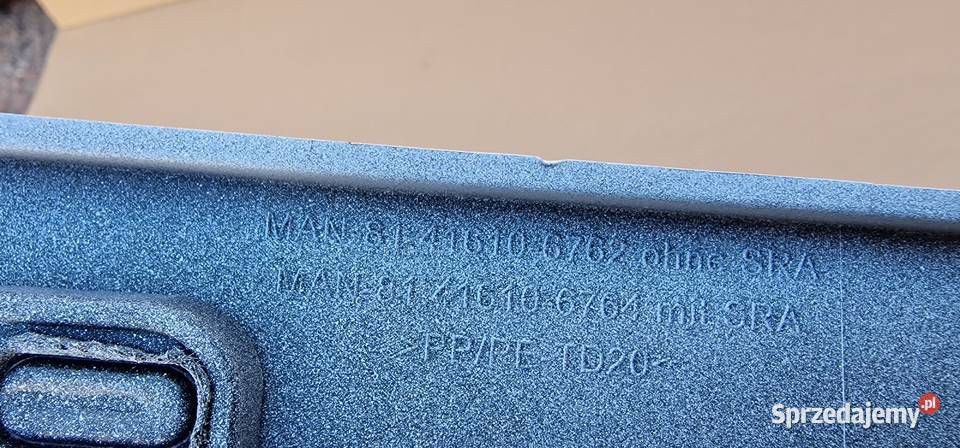 MAN-81.41610-6762 ohne SRA
MAN-81.41610-6764 mit SRA
>PP/PE TD20<
Sprzedajemy.pl